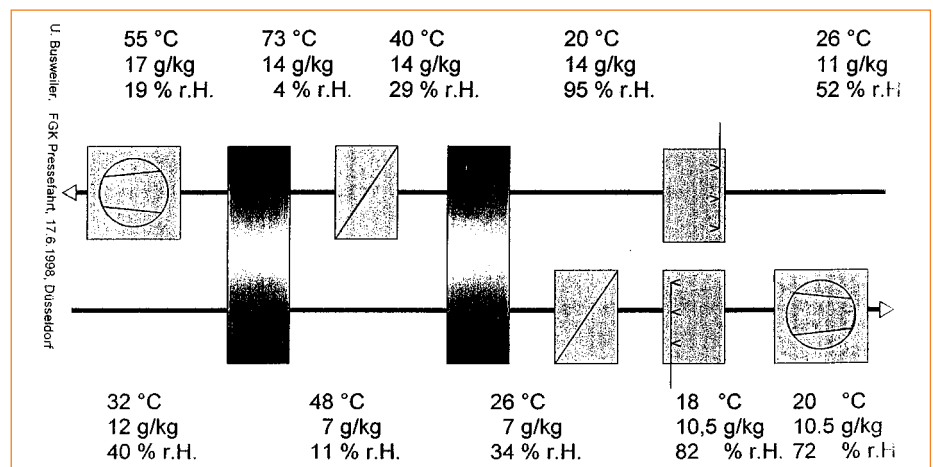 55 °C 73 °C 40 °C 20 °C 26 °C
17 g/kg 14 g/kg 14 g/kg 14 g/kg 11 g/kg
19 % r.H. 4 % r.H. 29 % r.H. 95 % r.H. 52 % r.H
U. Busweiler, FGK Pressefahrt, 17.6.1998, Düsseldorf
32 °C 48 °C 26 °C 18 °C 20 °C
12 g/kg 7 g/kg 7 g/kg 10,5 g/kg 10.5 g/kg
40 % r.H. 11 % r.H. 34 % r.H. 82 % r.H. 72 % r.H